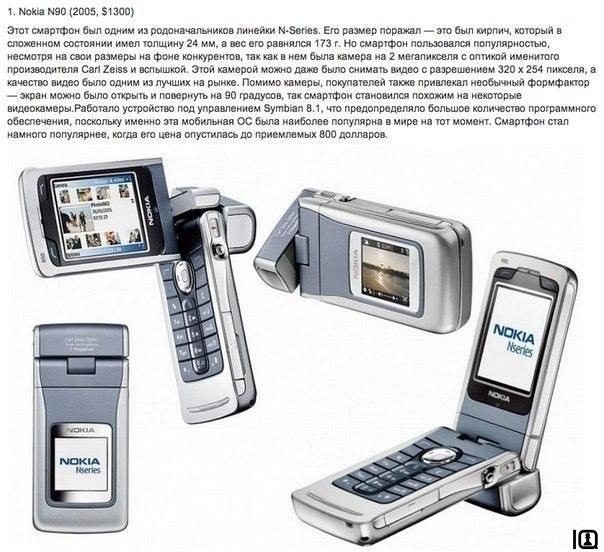 1. Nokia N90 (2005, $1300)
Этот смартфон был одним из родоначальников линейки N-Series. Его размер поражал — это был кирпич, который в
сложенном состоянии имел толщину 24 мм, а вес его равнялся 173 г. Но смартфон пользовался популярностью,
несмотря на свои размеры на фоне конкурентов, так как в нем была камера на 2 мегапикселя с оптикой именитого
производителя Carl Zeiss и вспышкой. Этой камерой можно даже было снимать видео с разрешением 320 x 254 пикселя, а
качество видео было одним из лучших на рынке. Помимо камеры, покупателей также привлекал необычный формфактор
— экран можно было открыть и повернуть на 90 градусов, так смартфон становился похожим на некоторые
видеокамеры.Работало устройство под управлением Symbian 8.1, что предопределяло большое количество программного
обеспечения, поскольку именно эта мобильная ОС была наиболее популярна в мире на тот момент. Смартфон стал
намного популярнее, когда его цена опустилась до приемлемых 800 долларов.
Photo002
NOKIA
N90
NOKIA
N90
NOKIA
Nseries
NOKIA
Carl Zeiss Optics
2 Megapixel
NOKIA
NOKIA
Nseries